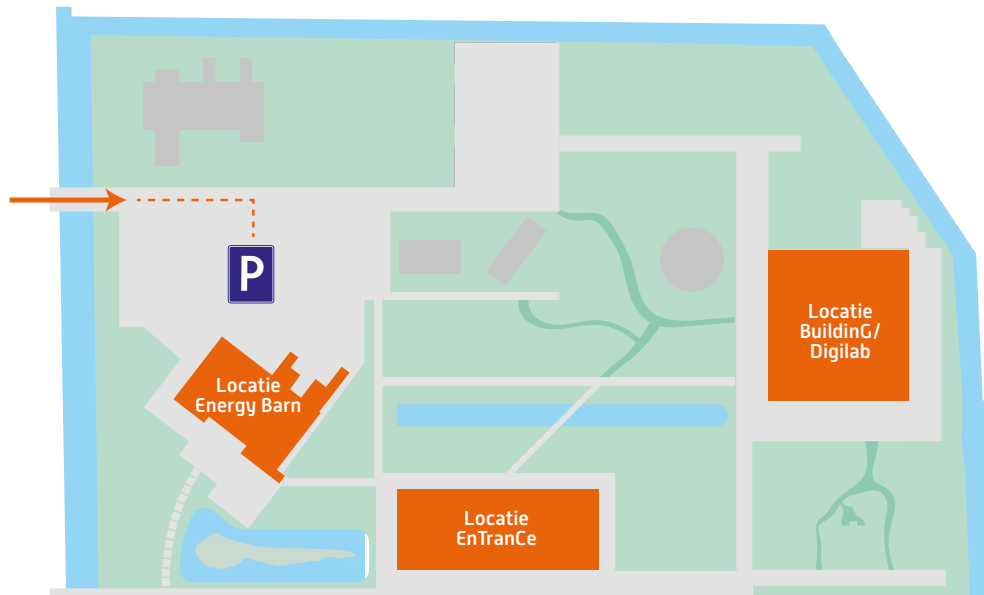 P
Locatie
BuildinG/
Digilab
Locatie
Energy Barn
Locatie
EnTranCe